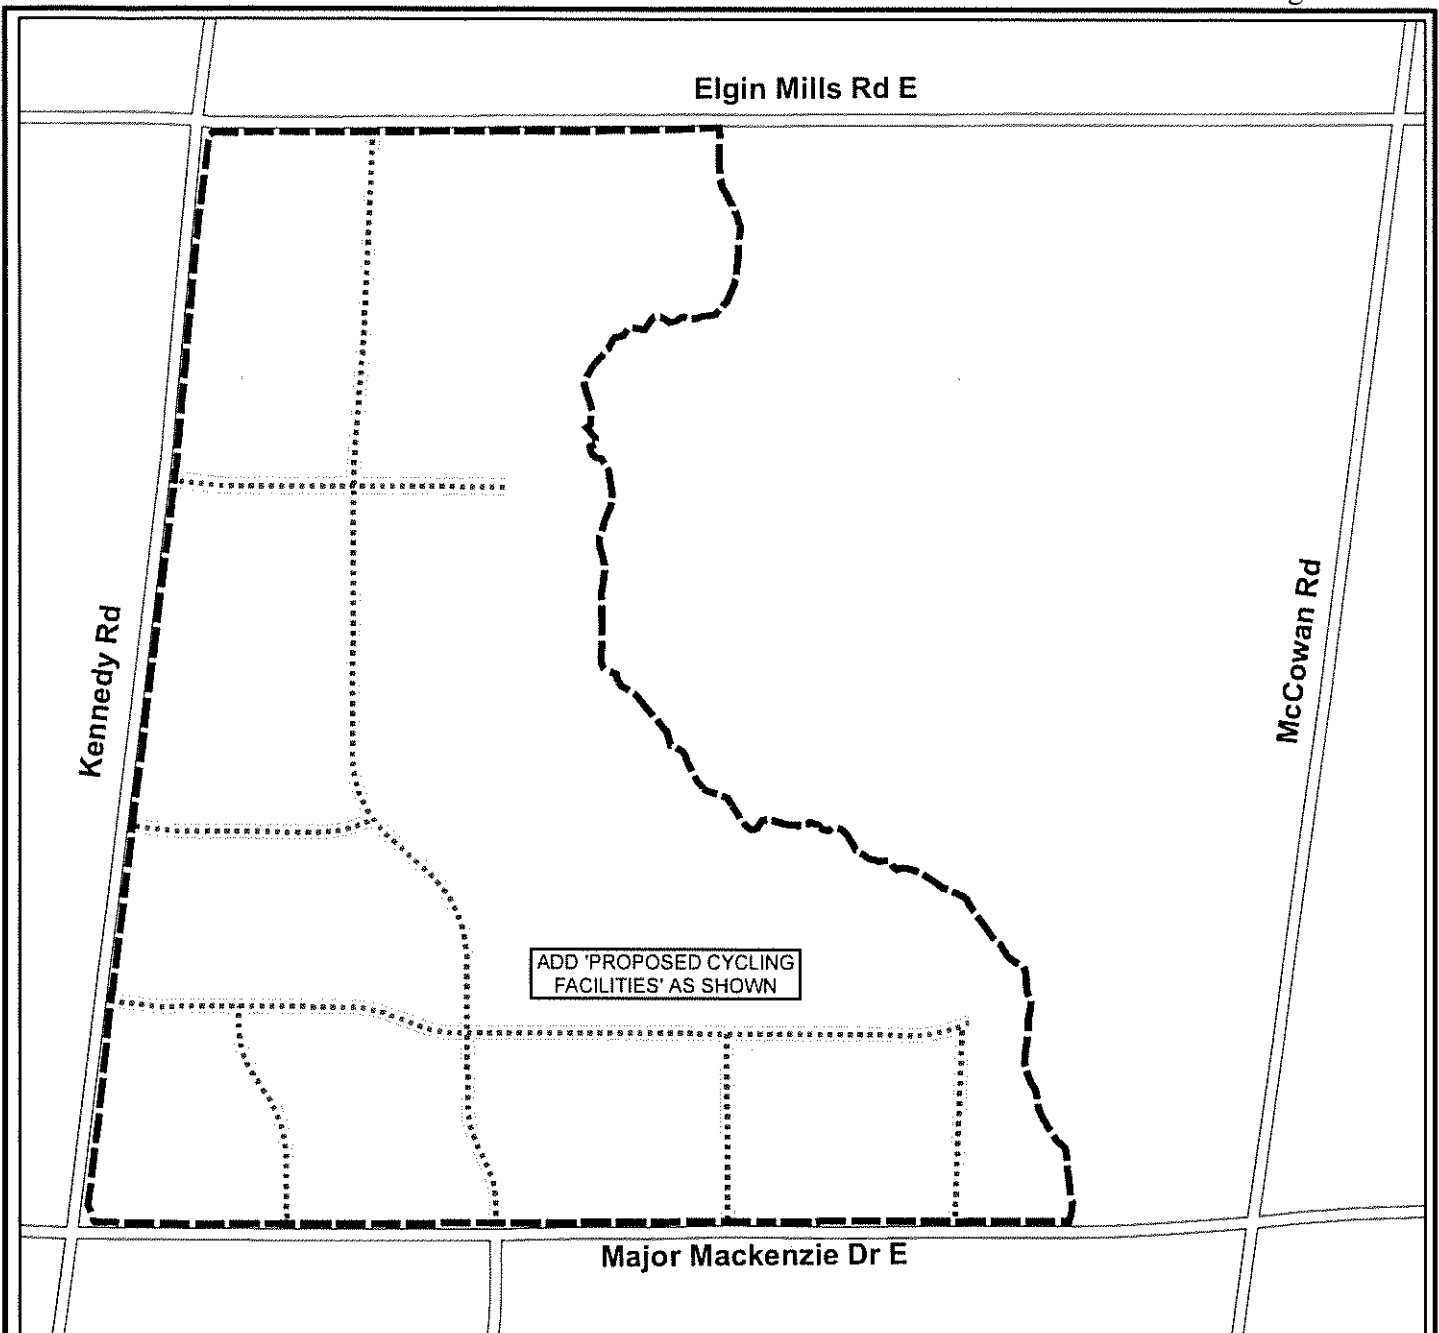 Elgin Mills Rd E
Kennedy Rd
McCowan Rd
ADD 'PROPOSED CYCLING
FACILITIES' AS SHOWN
Major Mackenzie Dr E